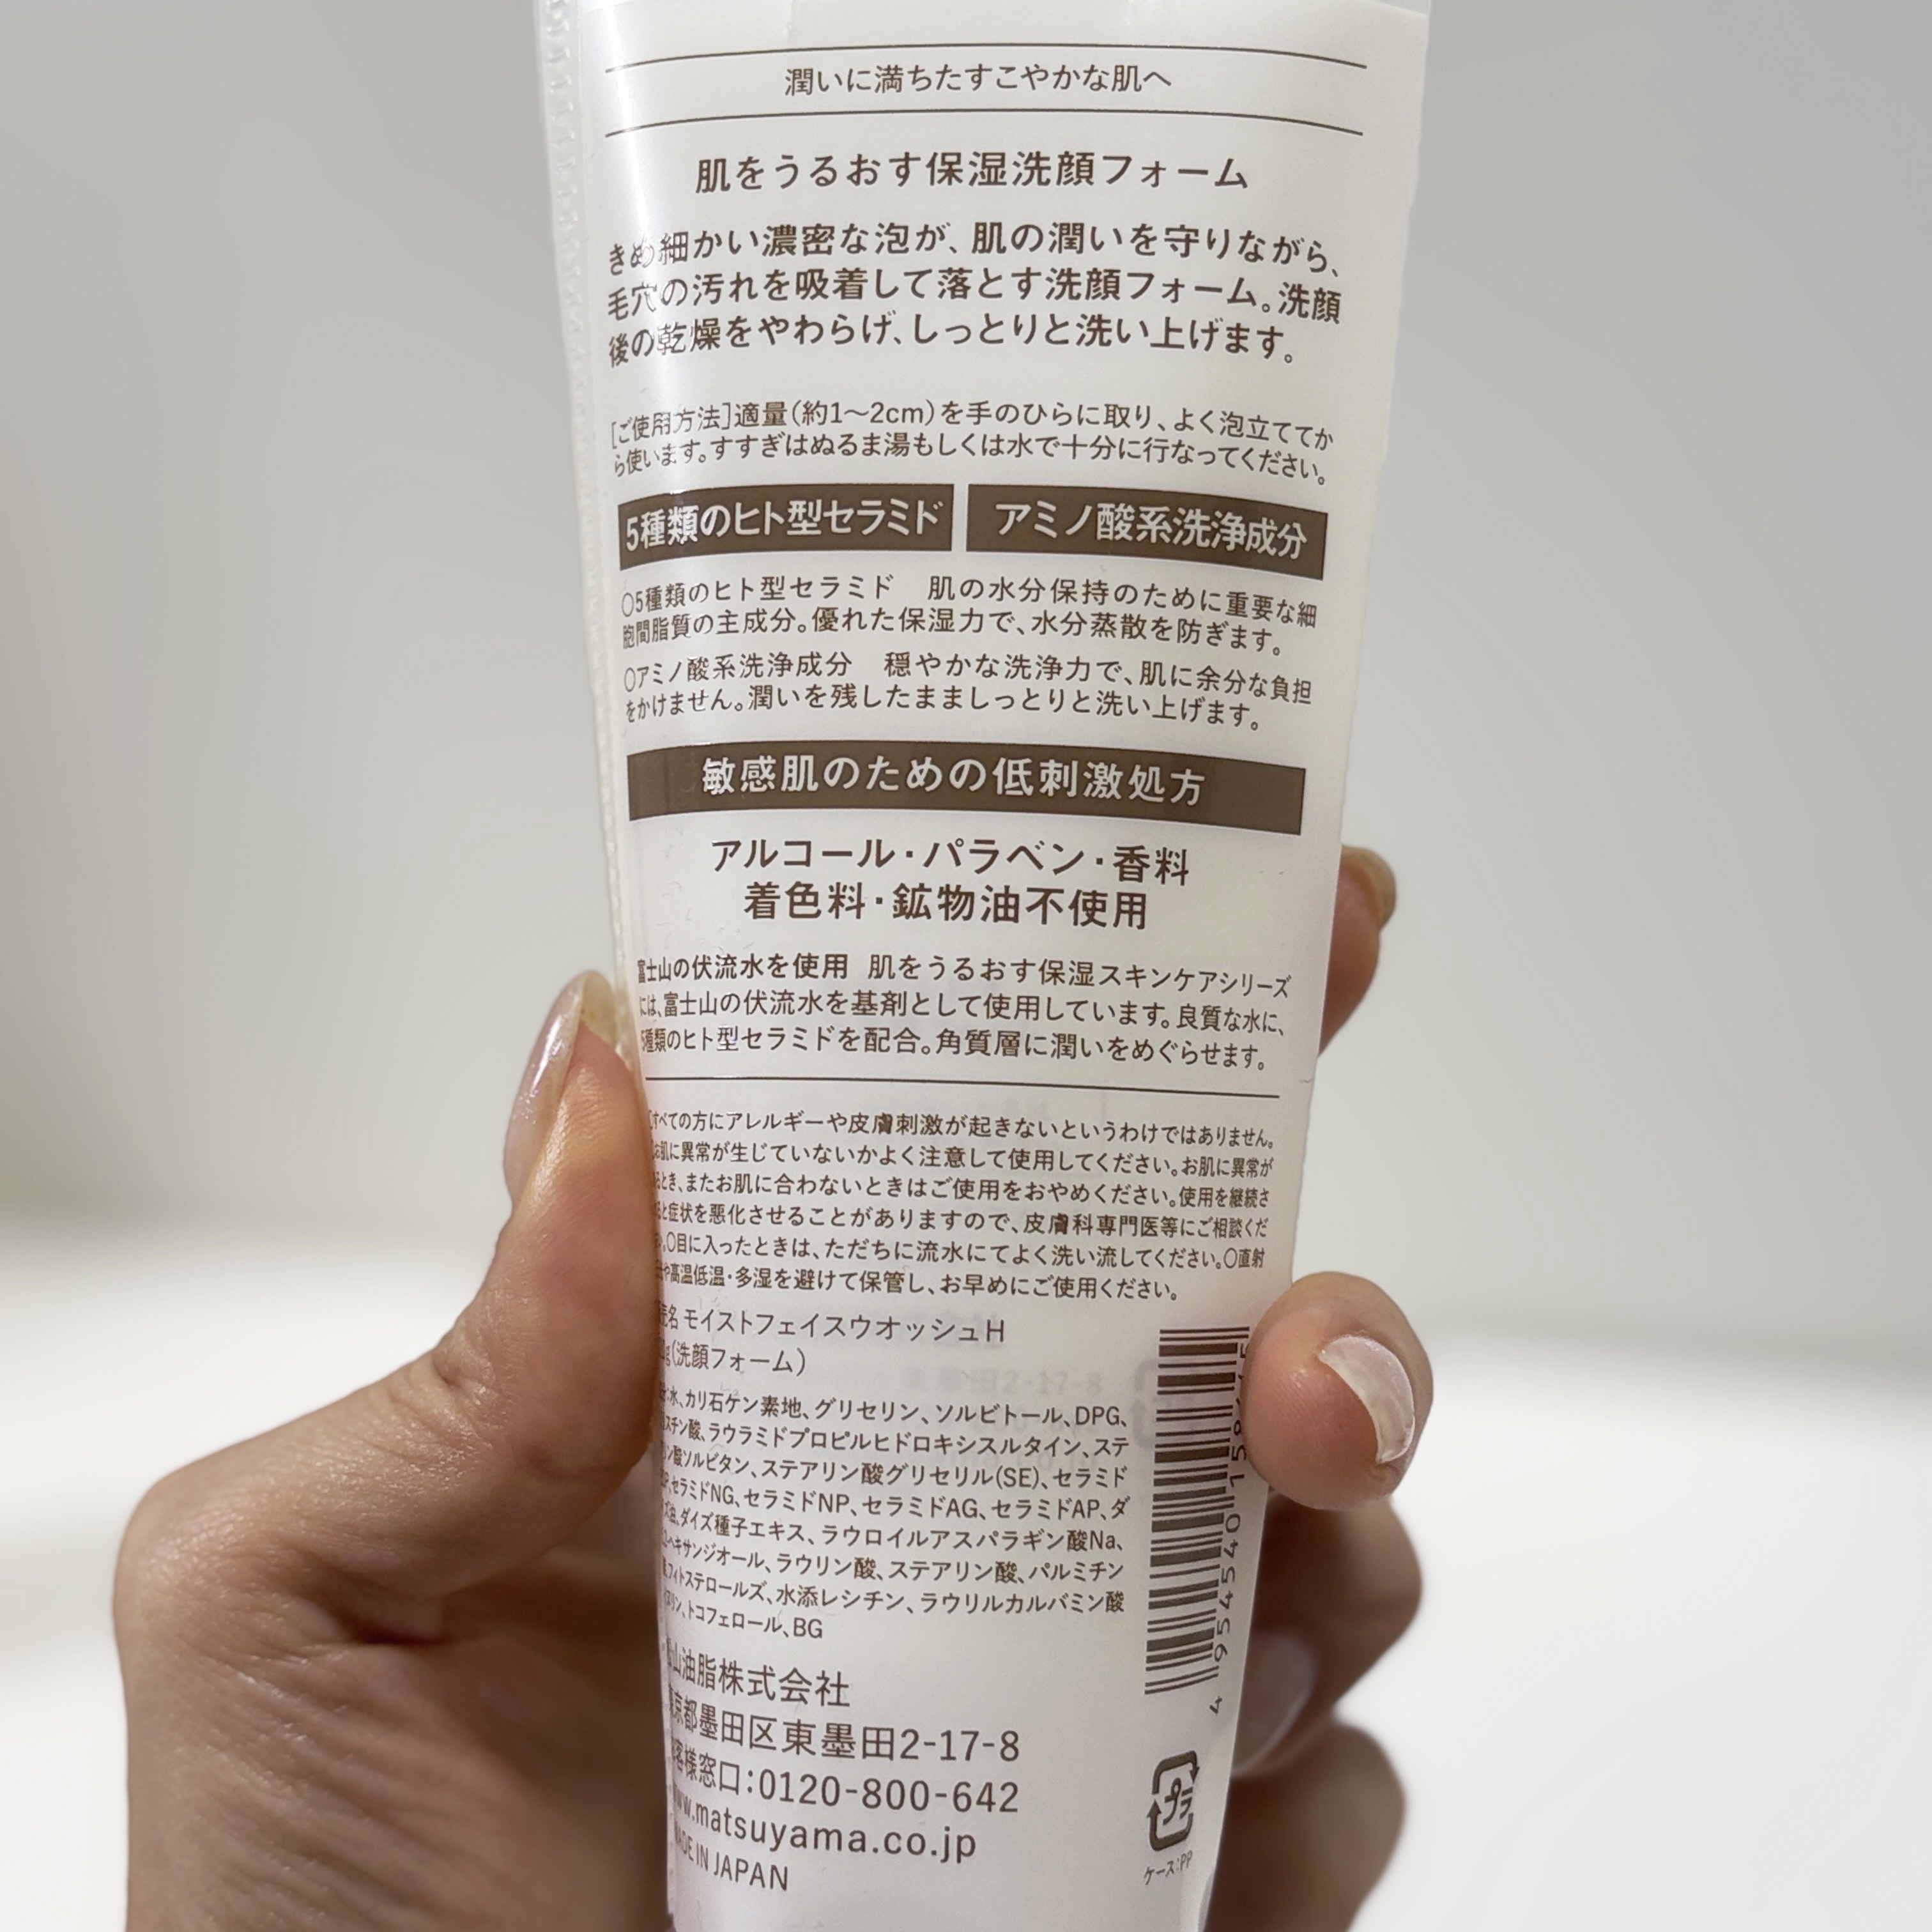 潤いに満ちたすこやかな肌へ
肌をうるおす保湿洗顔フォーム
きめ細かい濃密な泡が、肌の潤いを守りながら、
毛穴の汚れを吸着して落とす洗顔フォーム。洗顔
後の乾燥をやわらげ、しっとりと洗い上げます。
[ご使用方法]適量(約1〜2cm)を手のひらに取り、よく泡立ててか
ら使います。すすぎはぬるま湯もしくは水で十分に行なってください。
5種類のヒト型セラミド
アミノ酸系洗浄成分
○5種類のヒト型セラミド 肌の水分保持のために重要な細
胞間脂質の主成分。優れた保湿力で、水分蒸散を防ぎます。
○アミノ酸系洗浄成分 穏やかな洗浄力で、肌に余分な負担
をかけません。潤いを残したまましっとりと洗い上げます。
敏感肌のための低刺激処方
アルコール・パラベン・香料
着色料・鉱物油不使用
富士山の伏流水を使用 肌をうるおす保湿スキンケアシリーズ
には、富士山の伏流水を基剤として使用しています。良質な水に、
5種類のヒト型セラミドを配合。角質層に潤いをめぐらせます。
すべての方にアレルギーや皮膚刺激が起きないというわけではありません。
お肌に異常が生じていないかよく注意して使用してください。お肌に異常が
とき、またお肌に合わないときはご使用をおやめください。使用を継続さ
と症状を悪化させることがありますので、皮膚科専門医等にご相談くだ
。○目に入ったときは、ただちに流水にてよく洗い流してください。○直射
や高温低温・多湿を避けて保管し、お早めにご使用ください。
名 モイストフェイスウオッシュH
g(洗顔フォーム)
水、カリ石ケン素地、グリセリン、ソルビトール、DPG、
スチン酸、ラウラミドプロピルヒドロキシスルタイン、ステ
ン酸ソルビタン、ステアリン酸グリセリル(SE)、セラミド
、セラミドNG、セラミドNP、セラミドAG、セラミドAP、ダ
ズ油、ダイズ種子エキス、ラウロイルアスパラギン酸Na、
ヘキサンジオール、ラウリン酸、ステアリン酸、パルミチン
フィトステロールズ、水添レシチン、ラウリルカルバミン酸
、トコフェロール、BG
山油脂株式会社
京都墨田区東墨田2-17-8
客様窓口:0120-800-642
www.matsuyama.co.jp
MADE IN JAPAN
4 954540 158
プラ
ケース:PP